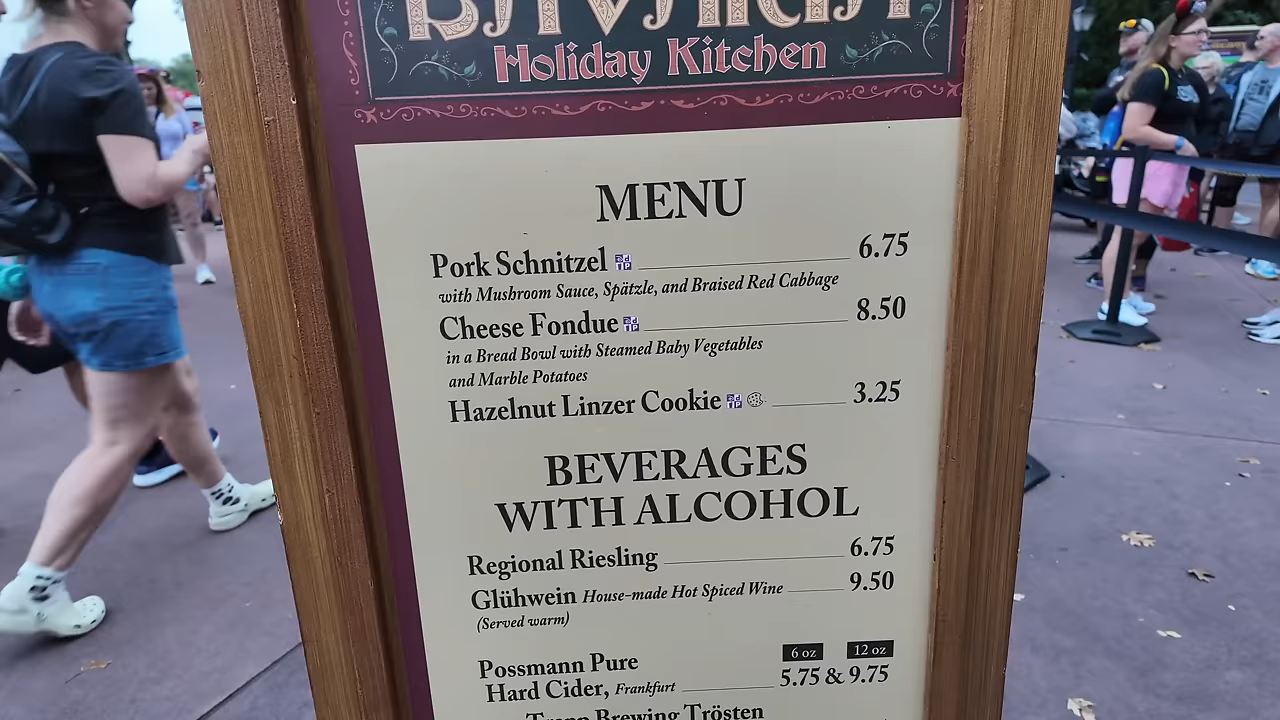 Holiday Kitchen
MENU
Pork Schnitzel 6.75
with Mushroom Sauce, Spätzle, and Braised Red Cabbage
Cheese Fondue 8.50
in a Bread Bowl with Steamed Baby Vegetables
and Marble Potatoes
Hazelnut Linzer Cookie 3.25
BEVERAGES
WITH ALCOHOL
Regional Riesling 6.75
Glühwein House-made Hot Spiced Wine 9.50
(Served warm)
6 oz 12 oz
Possmann Pure
Hard Cider, Frankfurt 5.75 & 9.75
Brewing Trösten